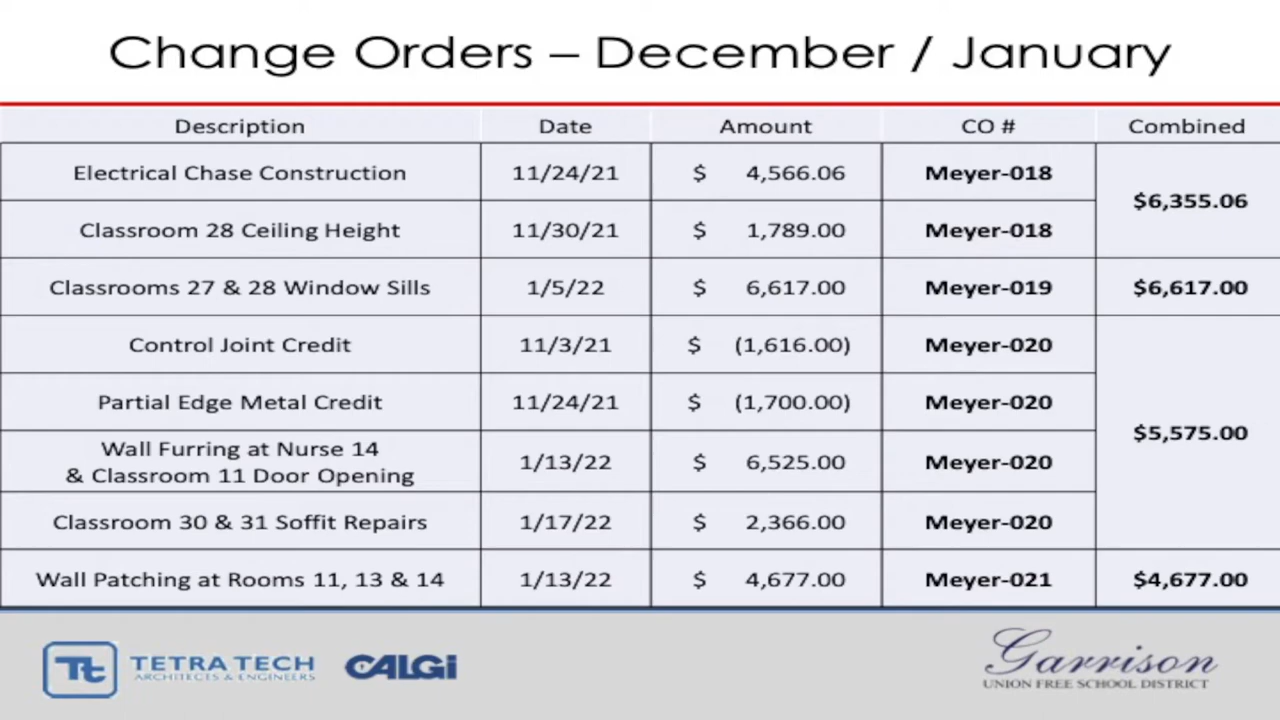 Change Orders – December / January
Description Date Amount CO # Combined
Electrical Chase Construction 11/24/21 $ 4,566.06 Meyer-018
$6,355.06
Classroom 28 Ceiling Height 11/30/21 $ 1,789.00 Meyer-018
Classrooms 27 & 28 Window Sills 1/5/22 $ 6,617.00 Meyer-019 $6,617.00
Control Joint Credit 11/3/21 $ (1,616.00) Meyer-020
Partial Edge Metal Credit 11/24/21 $ (1,700.00) Meyer-020
$5,575.00
Wall Furring at Nurse 14
& Classroom 11 Door Opening 1/13/22 $ 6,525.00 Meyer-020
Classroom 30 & 31 Soffit Repairs 1/17/22 $ 2,366.00 Meyer-020
Wall Patching at Rooms 11, 13 & 14 1/13/22 $ 4,677.00 Meyer-021 $4,677.00
Tt TETRA TECH
ARCHITECTS & ENGINEERS
CALGi
Garrison
UNION FREE SCHOOL DISTRICT